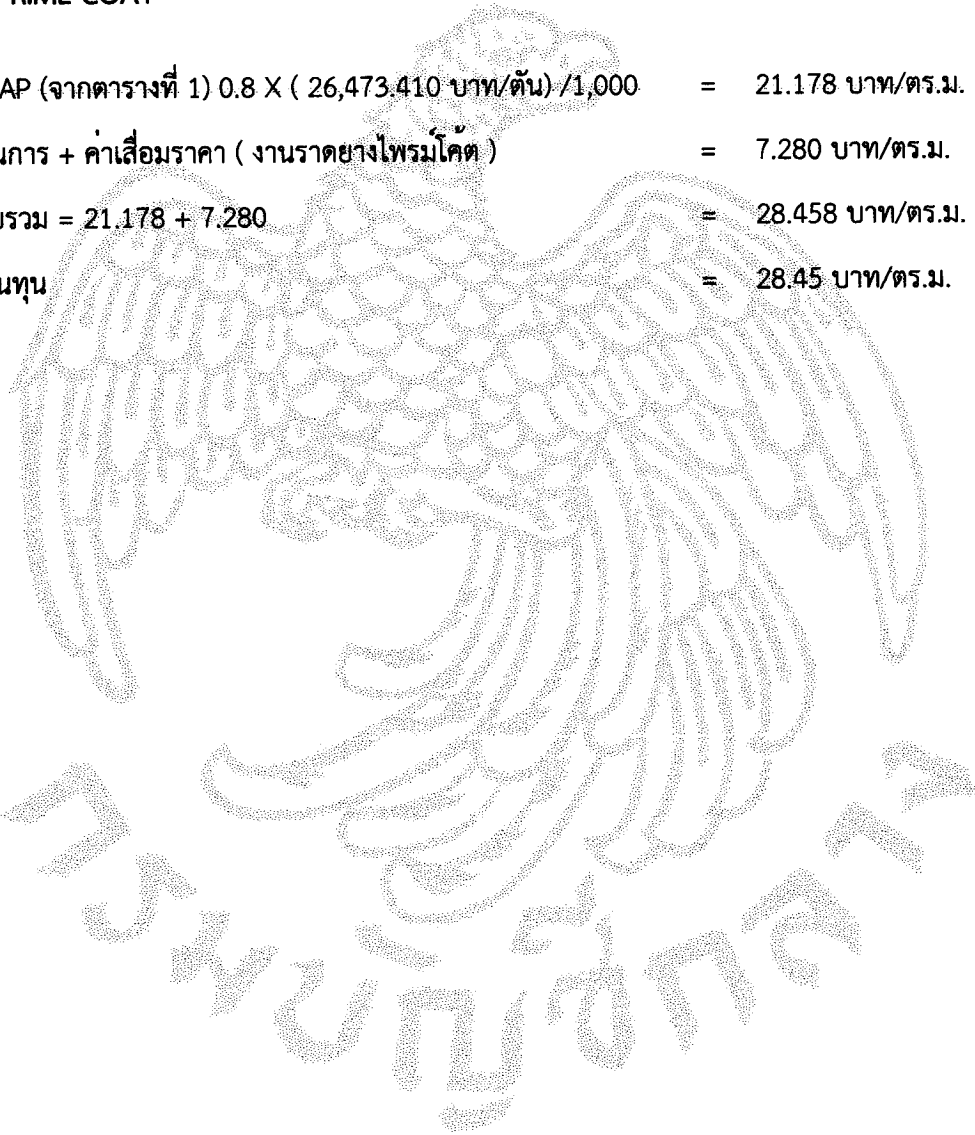 RIME COAT
AP (จากตารางที่ 1) 0.8 X ( 26,473.410 บาท/ตัน) /1,000 = 21.178 บาท/ตร.ม.
นการ + ค่าเสื่อมราคา ( งานราดยางไพรม์โค้ต ) = 7.280 บาท/ตร.ม.
รวม = 21.178 + 7.280 = 28.458 บาท/ตร.ม.
นทุน = 28.45 บาท/ตร.ม.
กรมบัญชีกลาง